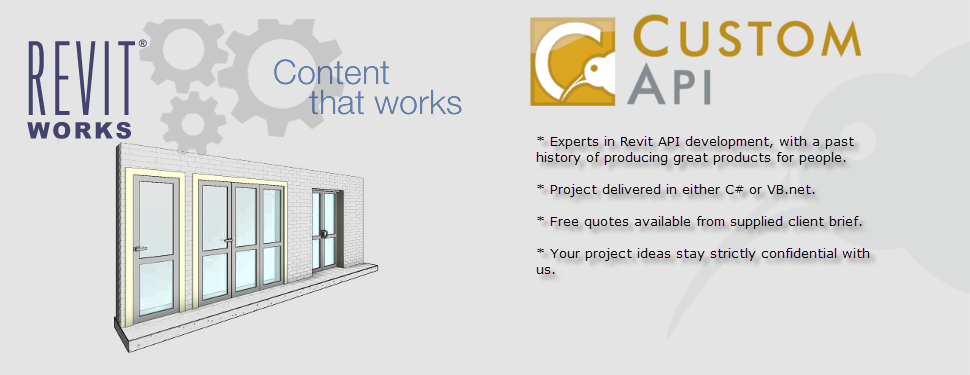 REVIT®
WORKS
Content
that works
CUSTOM
API
* Experts in Revit API development, with a past
history of producing great products for people.
* Project delivered in either C# or VB.net.
* Free quotes available from supplied client brief.
* Your project ideas stay strictly confidential with
us.